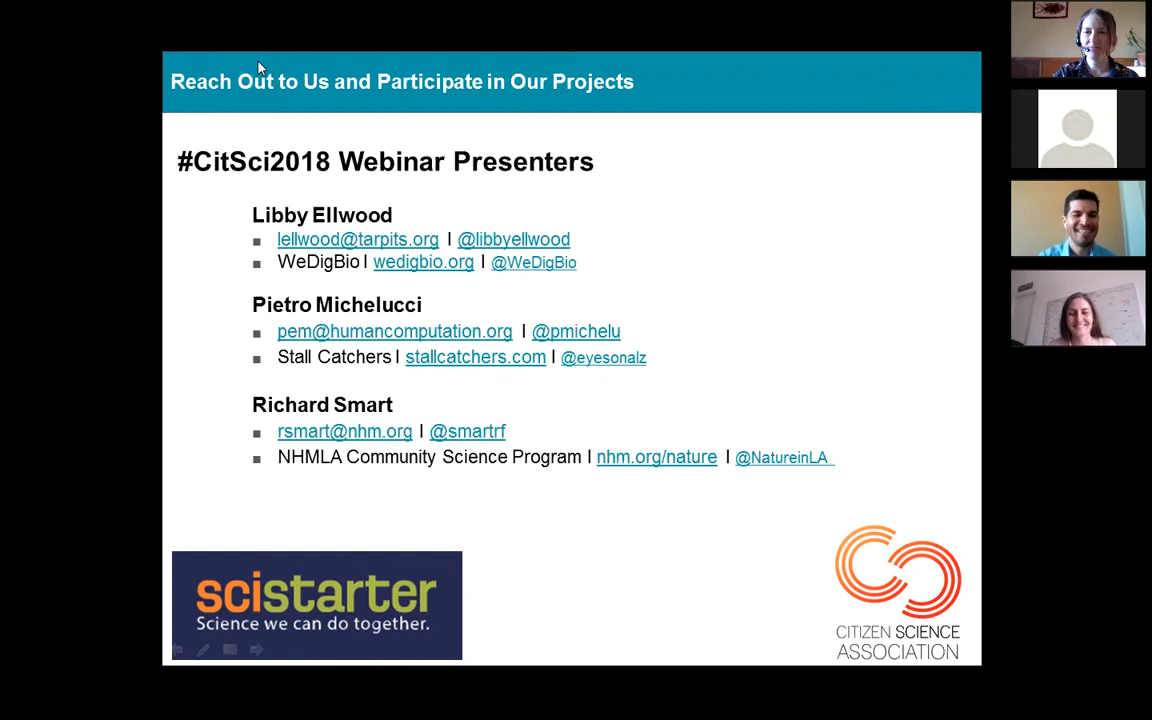 Reach Out to Us and Participate in Our Projects
#CitSci2018 Webinar Presenters
Libby Ellwood
lellwood@tarpits.org | @libbyellwood
WeDigBio | wedigbio.org | @WeDigBio
Pietro Michelucci
pem@humancomputation.org | @pmichelu
Stall Catchers | stallcatchers.com | @eyesonalz
Richard Smart
rsmart@nhm.org | @smartrf
NHMLA Community Science Program | nhm.org/nature | @NatureinLA
scistarter
Science we can do together.
CITIZEN SCIENCE
ASSOCIATION